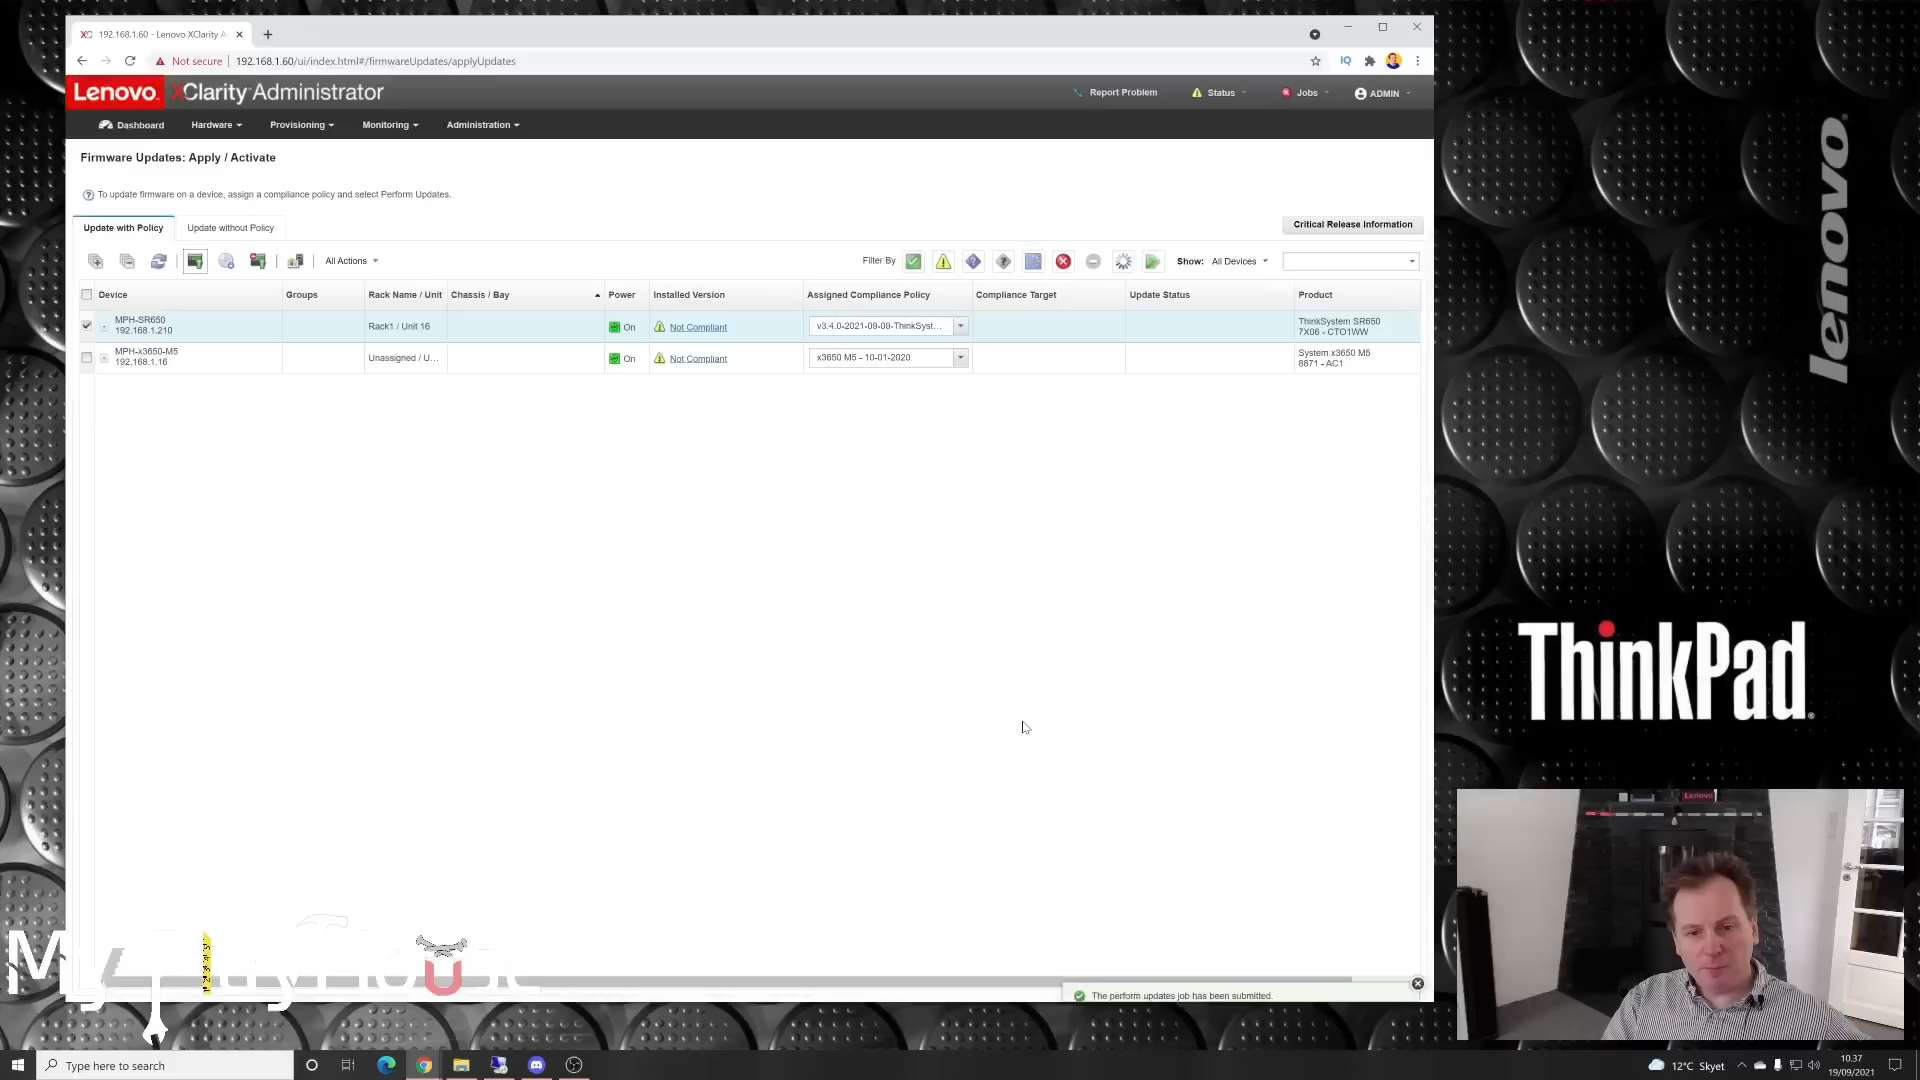 192.168.1.60 - Lenovo XClarity A
Not secure
192.168.1.60/ui/index.html#/firmwareUpdates/applyUpdates
IQ
Lenovo. XClarity Administrator
Report Problem
Status
Jobs
ADMIN
Dashboard
Hardware
Provisioning
Monitoring
Administration
Firmware Updates: Apply / Activate
To update firmware on a device, assign a compliance policy and select Perform Updates.
Update with Policy
Update without Policy
Critical Release Information
All Actions
Filter By
Show: All Devices
Device
Groups
Rack Name / Unit
Chassis / Bay
Power
Installed Version
Assigned Compliance Policy
Compliance Target
Update Status
Product
MPH-SR650
192.168.1.210
Rack1 / Unit 16
On
Not Compliant
v3.4.0-2021-09-09-ThinkSyst...
ThinkSystem SR650
7X06 - CTO1WW
MPH-x3650-M5
192.168.1.16
Unassigned / U...
On
Not Compliant
x3650 M5 - 10-01-2020
System x3650 M5
8871 - AC1
The perform updates job has been submitted.
lenovo
ThinkPad
Lenovo
My PlayHouse
Type here to search
12°C Skyet
10.37
19/09/2021